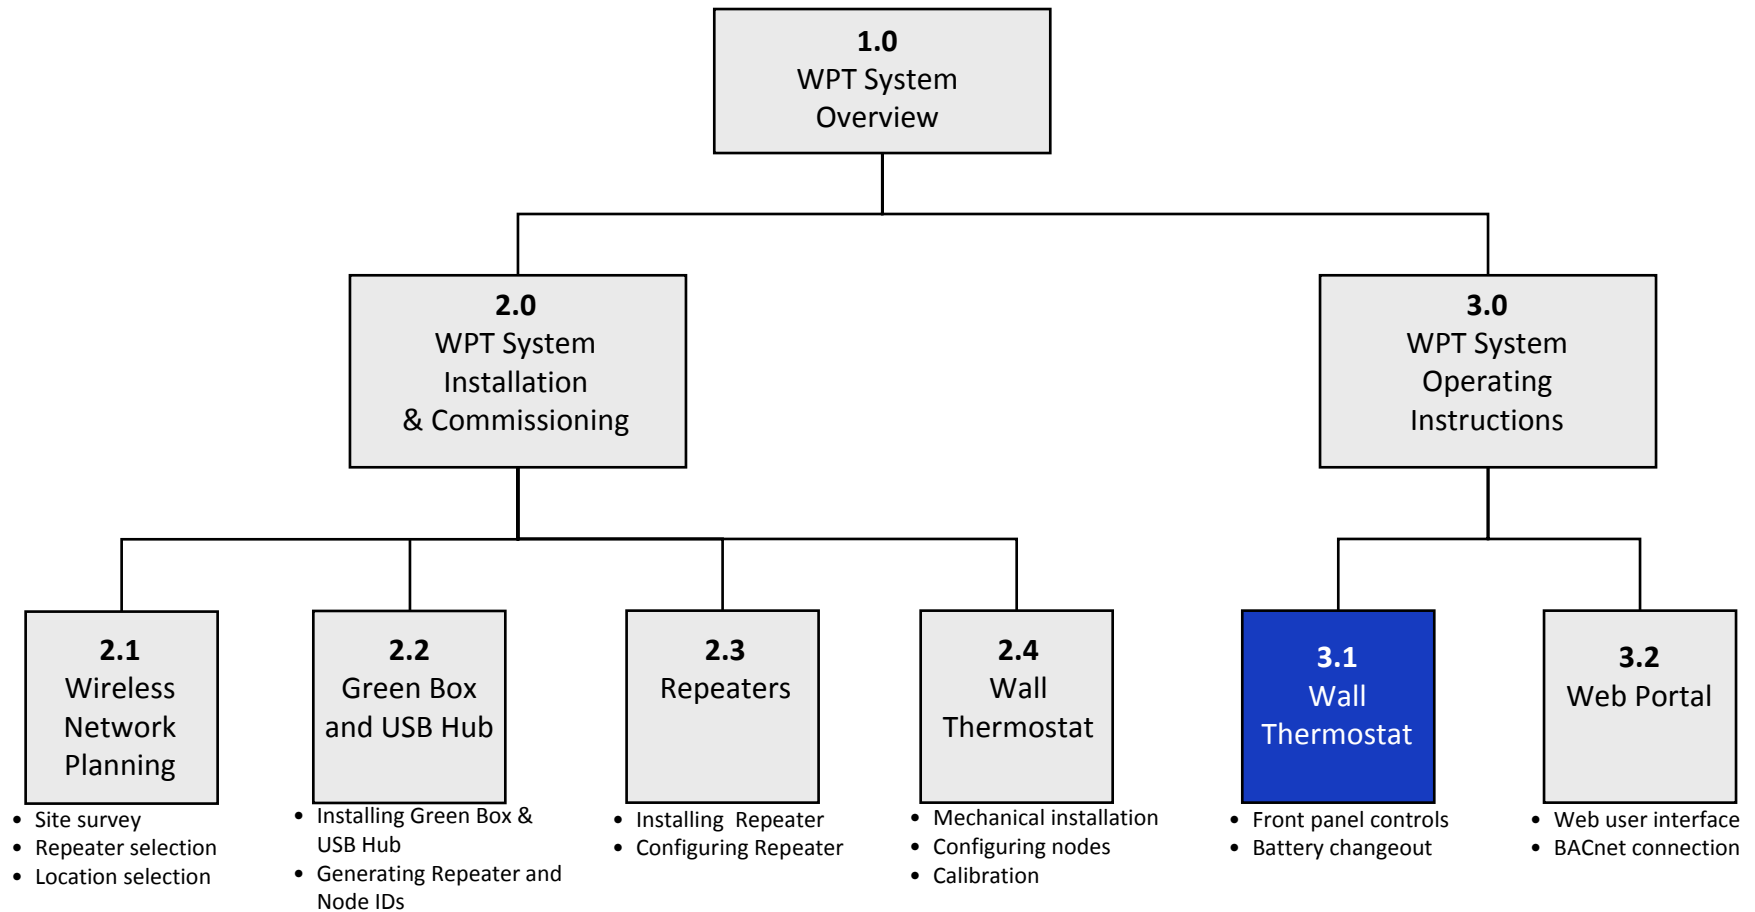 1.0
WPT System
Overview
2.0
WPT System
Installation
& Commissioning
3.0
WPT System
Operating
Instructions
2.1
Wireless
Network
Planning
• Site survey
• Repeater selection
• Location selection
2.2
Green Box
and USB Hub
• Installing Green Box &
USB Hub
• Generating Repeater and
Node IDs
2.3
Repeaters
• Installing Repeater
• Configuring Repeater
2.4
Wall
Thermostat
• Mechanical installation
• Configuring nodes
• Calibration
3.1
Wall
Thermostat
• Front panel controls
• Battery changeout
3.2
Web Portal
• Web user interface
• BACnet connection